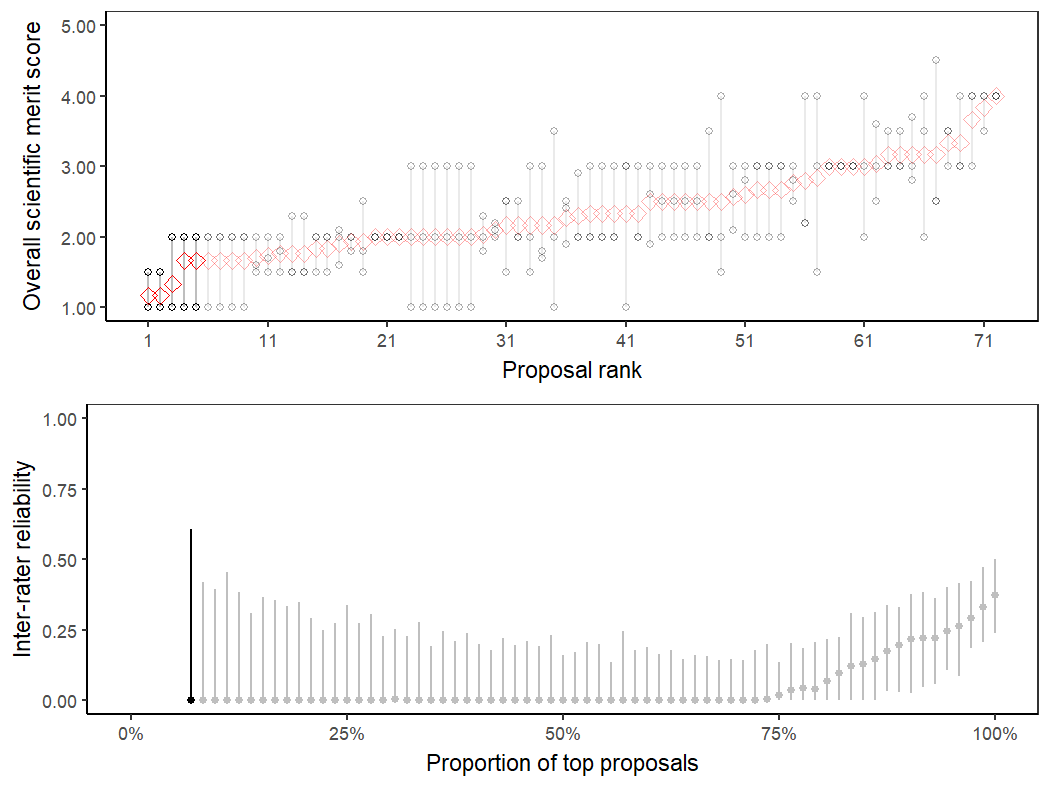 Overall scientific merit score
5.00
4.00
3.00
2.00
1.00
1 11 21 31 41 51 61 71
Proposal rank
Inter-rater reliability
1.00
0.75
0.50
0.25
0.00
0% 25% 50% 75% 100%
Proportion of top proposals